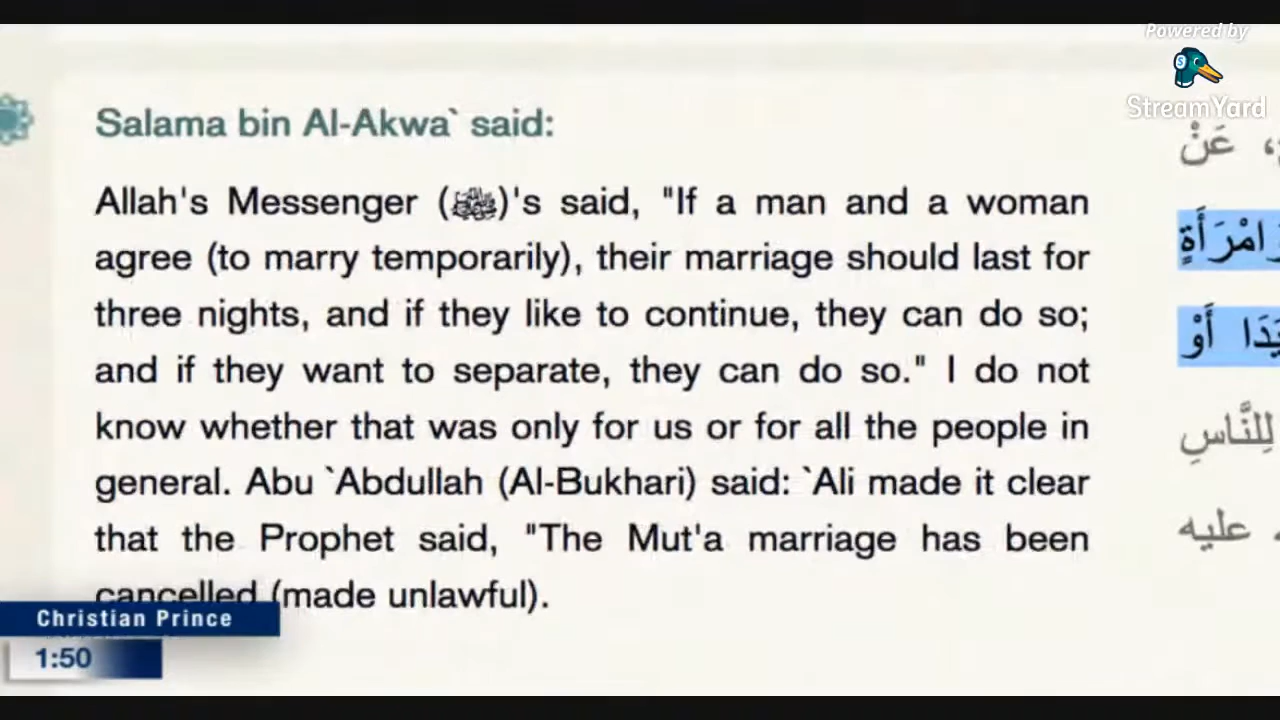 Powered by
StreamYard
Salama bin Al-Akwa` said:
Allah's Messenger (ﷺ)'s said, "If a man and a woman
agree (to marry temporarily), their marriage should last for
three nights, and if they like to continue, they can do so;
and if they want to separate, they can do so." I do not
know whether that was only for us or for all the people in
general. Abu `Abdullah (Al-Bukhari) said: `Ali made it clear
that the Prophet said, "The Mut'a marriage has been
cancelled (made unlawful).
عَنْ
امْرَأَةٍ
أَوْ
لِلنَّاسِ
عليه
Christian Prince
1:50